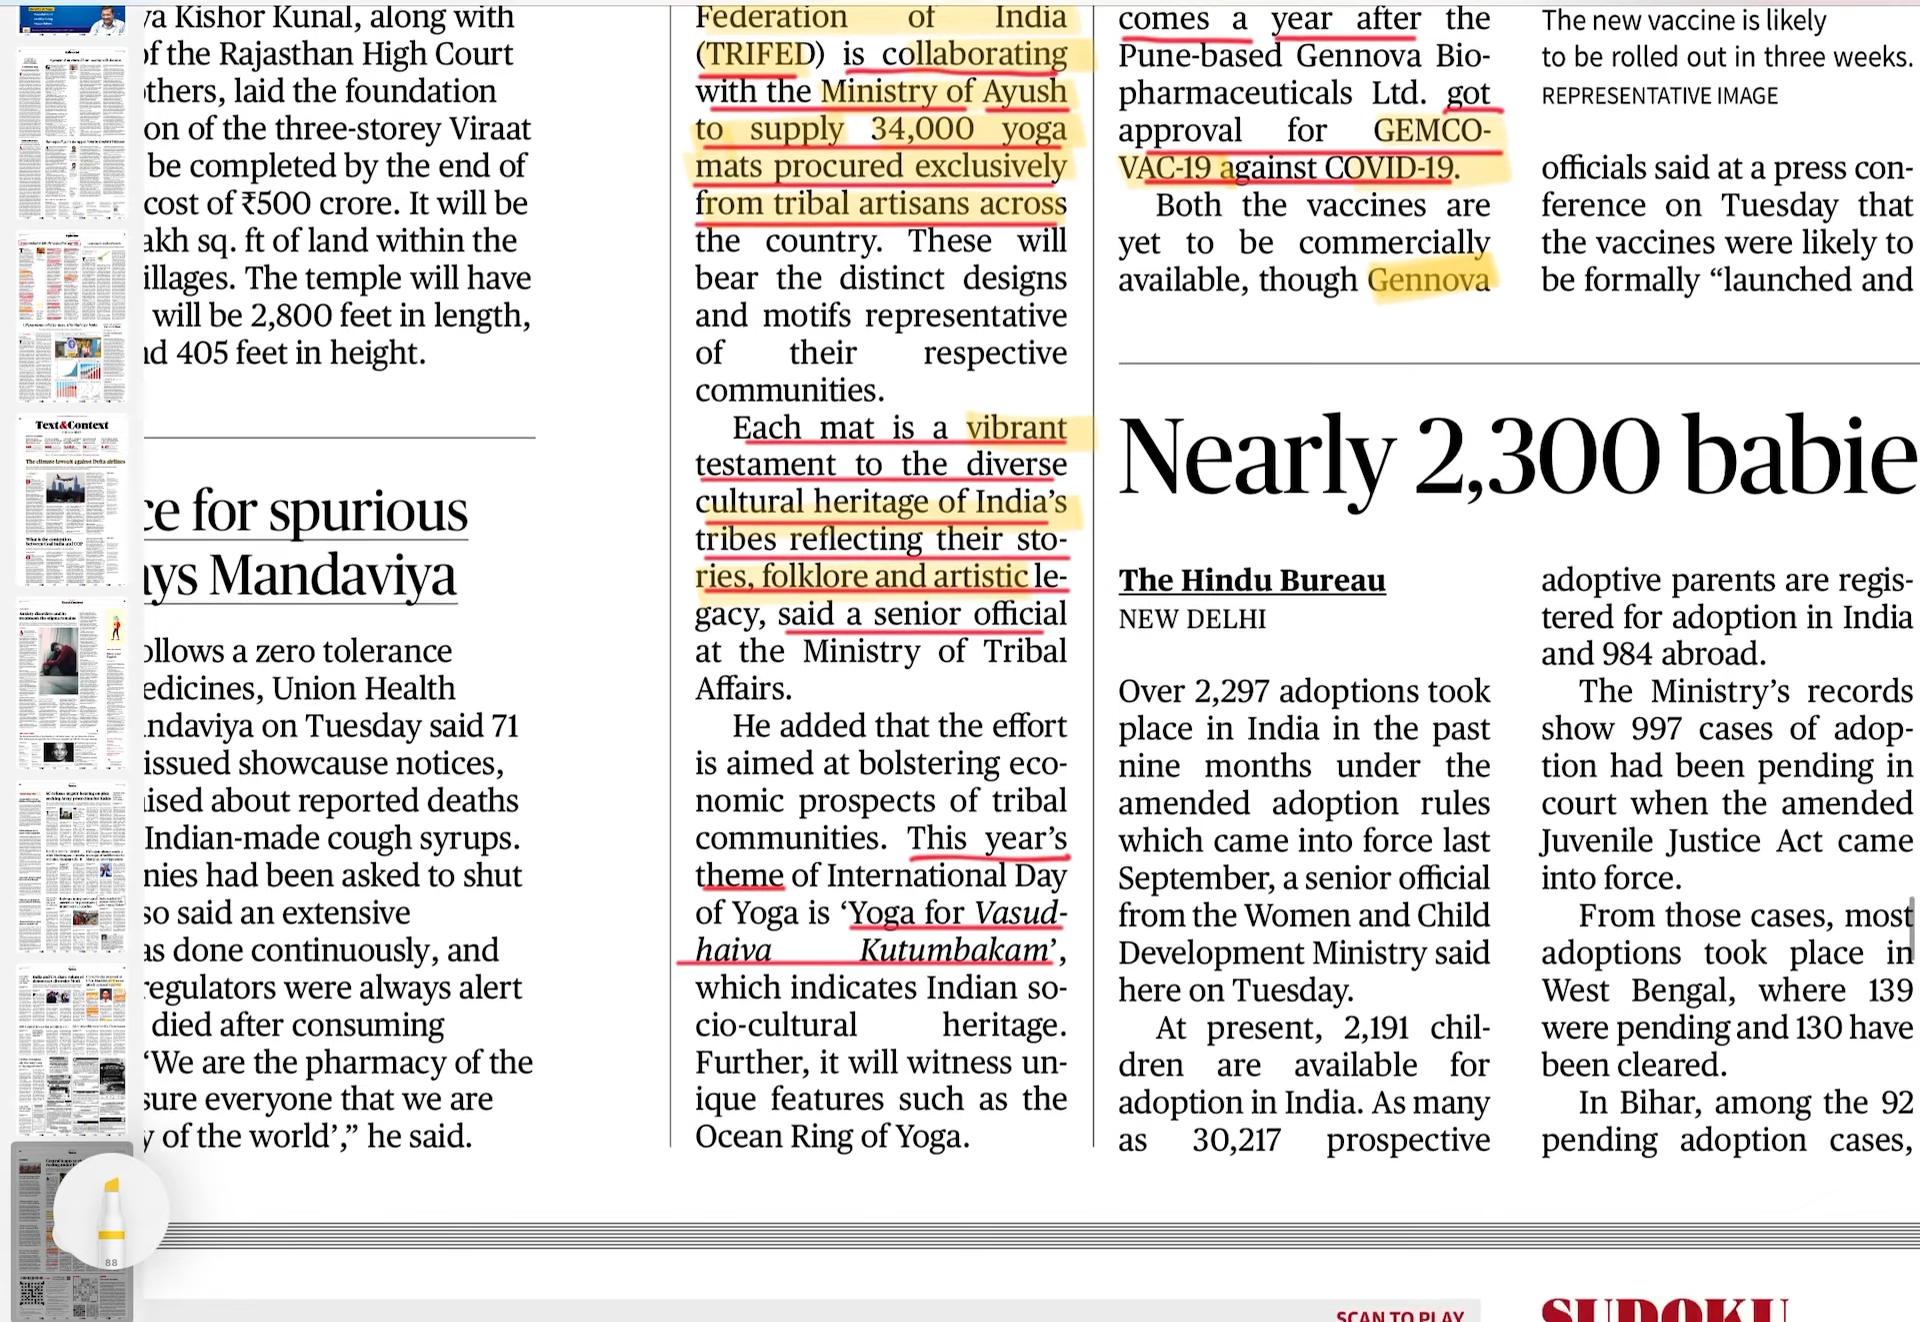 a Kishor Kunal, along with
of the Rajasthan High Court
thers, laid the foundation
on of the three-storey Viraat
be completed by the end of
cost of ₹500 crore. It will be
akh sq. ft of land within the
illages. The temple will have
will be 2,800 feet in length,
nd 405 feet in height.
ce for spurious
ays Mandaviya
ollows a zero tolerance
edicines, Union Health
andaviya on Tuesday said 71
issued showcause notices,
ised about reported deaths
Indian-made cough syrups.
nies had been asked to shut
so said an extensive
as done continuously, and
regulators were always alert
died after consuming
“We are the pharmacy of the
sure everyone that we are
y of the world’,” he said.
Federation of India
(TRIFED) is collaborating
with the Ministry of Ayush
to supply 34,000 yoga
mats procured exclusively
from tribal artisans across
the country. These will
bear the distinct designs
and motifs representative
of their respective
communities.
Each mat is a vibrant
testament to the diverse
cultural heritage of India’s
tribes reflecting their sto-
ries, folklore and artistic le-
gacy, said a senior official
at the Ministry of Tribal
Affairs.
He added that the effort
is aimed at bolstering eco-
nomic prospects of tribal
communities. This year’s
theme of International Day
of Yoga is ‘Yoga for Vasud-
haiva Kutumbakam’,
which indicates Indian so-
cio-cultural heritage.
Further, it will witness un-
ique features such as the
Ocean Ring of Yoga.
comes a year after the
Pune-based Gennova Bio-
pharmaceuticals Ltd. got
approval for GEMCO-
VAC-19 against COVID-19.
Both the vaccines are
yet to be commercially
available, though Gennova
The new vaccine is likely
to be rolled out in three weeks.
REPRESENTATIVE IMAGE
officials said at a press con-
ference on Tuesday that
the vaccines were likely to
be formally “launched and
Nearly 2,300 babie
The Hindu Bureau
NEW DELHI
Over 2,297 adoptions took
place in India in the past
nine months under the
amended adoption rules
which came into force last
September, a senior official
from the Women and Child
Development Ministry said
here on Tuesday.
At present, 2,191 chil-
dren are available for
adoption in India. As many
as 30,217 prospective
adoptive parents are regis-
tered for adoption in India
and 984 abroad.
The Ministry’s records
show 997 cases of adop-
tion had been pending in
court when the amended
Juvenile Justice Act came
into force.
From those cases, most
adoptions took place in
West Bengal, where 139
were pending and 130 have
been cleared.
In Bihar, among the 92
pending adoption cases,
SCAN TO PLAY
SUDOKU
Text&Context
The climate lawsuit against Delta airlines
88